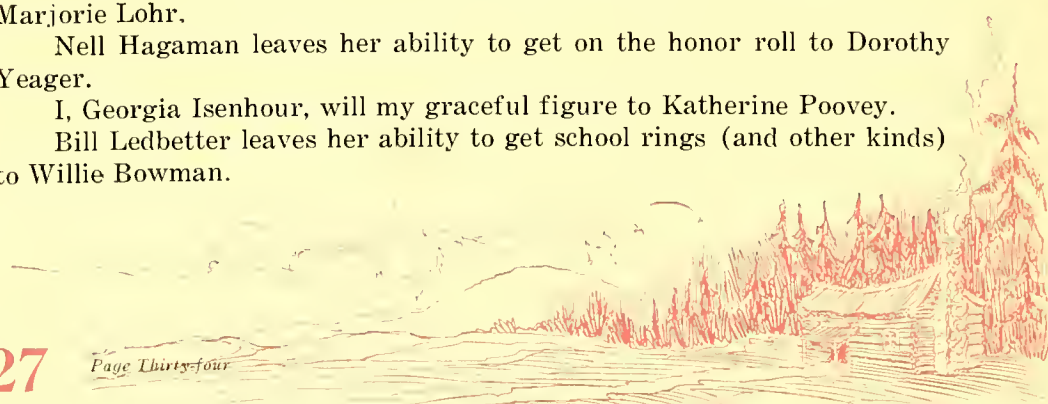 Marjorie Lohr.
Nell Hagaman leaves her ability to get on the honor roll to Dorothy
Yeager.
I, Georgia Isenhour, will my graceful figure to Katherine Poovey.
Bill Ledbetter leaves her ability to get school rings (and other kinds)
to Willie Bowman.
27 Page Thirty-four